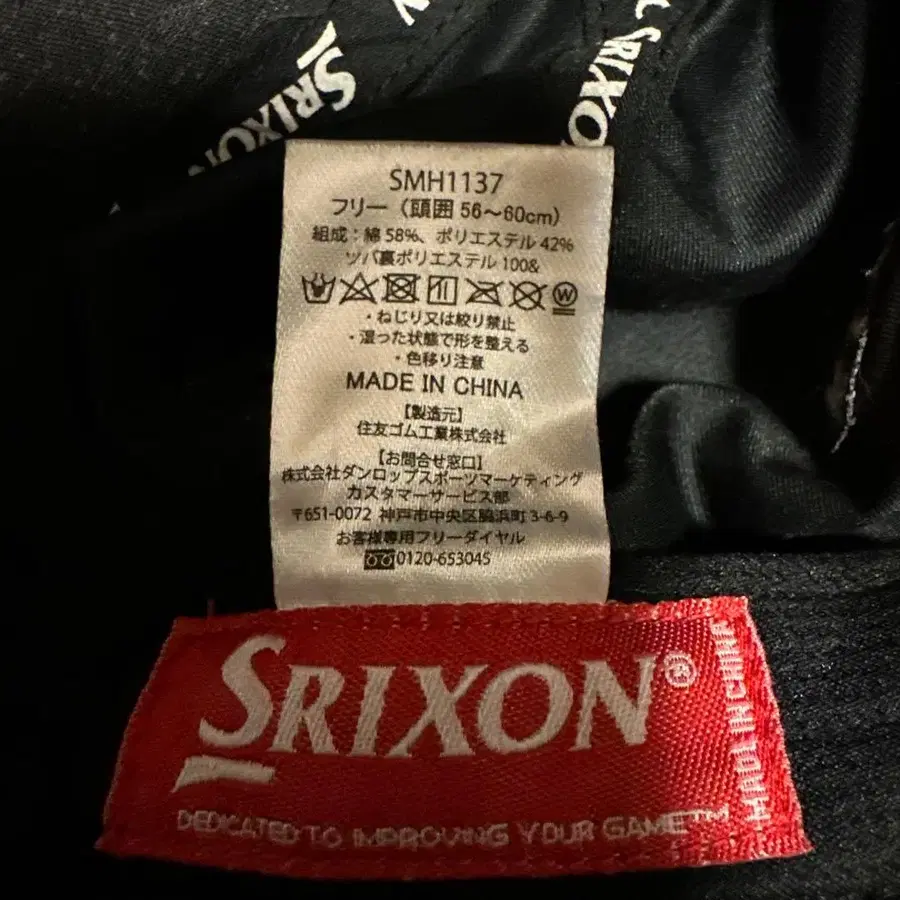 SRIXON
SRIXON
SMH1137
フリー（頭囲 56～60cm）
組成：綿 58%、ポリエステル 42%
ツバ裏ポリエステル 100&
W
・ねじり又は絞り禁止
・湿った状態で形を整える
・色移り注意
MADE IN CHINA
【製造元】
住友ゴム工業株式会社
【お問合せ窓口】
株式会社ダンロップスポーツマーケティング
カスタマーサービス部
〒651-0072 神戸市中央区脇浜町 3-6-9
お客様専用フリーダイヤル
0120-653045
SRIXON®
DEDICATED TO IMPROVING YOUR GAME™
MADE IN CHINA